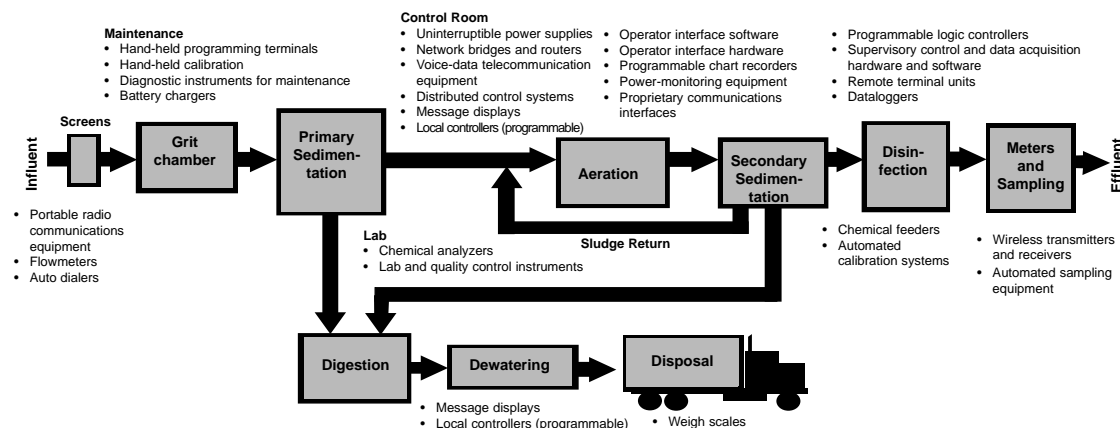 Maintenance
• Hand-held programming terminals
• Hand-held calibration
• Diagnostic instruments for maintenance
• Battery chargers
Control Room
• Uninterruptible power supplies
• Network bridges and routers
• Voice-data telecommunication
equipment
• Distributed control systems
• Message displays
• Local controllers (programmable)
• Operator interface software
• Operator interface hardware
• Programmable chart recorders
• Power-monitoring equipment
• Proprietary communications
interfaces
• Programmable logic controllers
• Supervisory control and data acquisition
hardware and software
• Remote terminal units
• Dataloggers
Influent
Screens
Grit
chamber
Primary
Sedimen-
tation
Aeration
Secondary
Sedimen-
tation
Disin-
fection
Meters
and
Sampling
Effluent
• Portable radio
communications
equipment
• Flowmeters
• Auto dialers
Lab
• Chemical analyzers
• Lab and quality control instruments
Sludge Return
• Chemical feeders
• Automated
calibration systems
• Wireless transmitters
and receivers
• Automated sampling
equipment
Digestion
Dewatering
Disposal
• Message displays
• Local controllers (programmable)
• Weigh scales